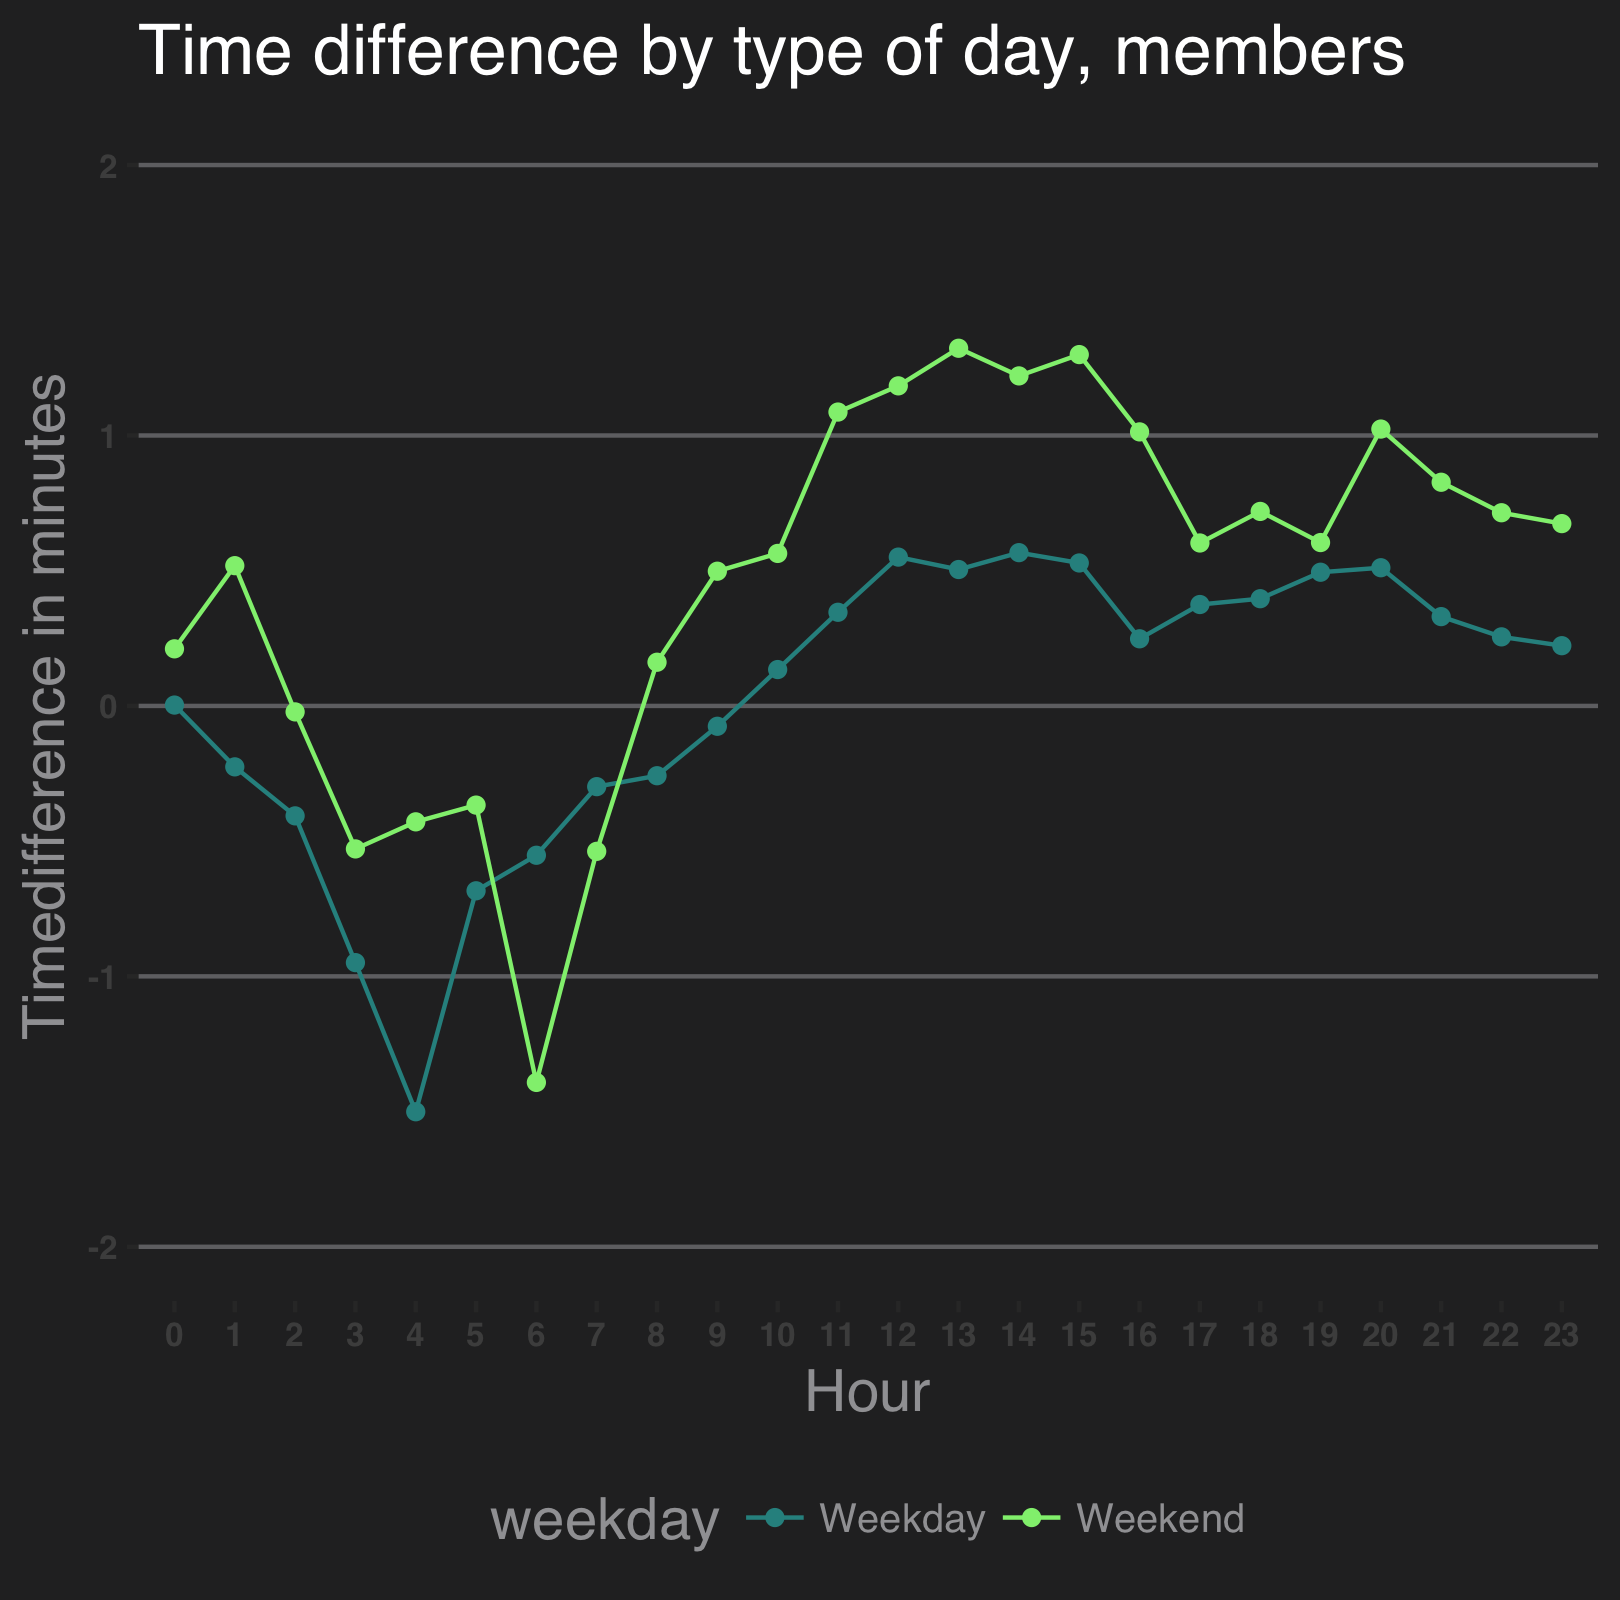 Time difference by type of day, members
Timedifference in minutes
2
1
0
-1
-2
0 1 2 3 4 5 6 7 8 9 10 11 12 13 14 15 16 17 18 19 20 21 22 23
Hour
weekday Weekday Weekend